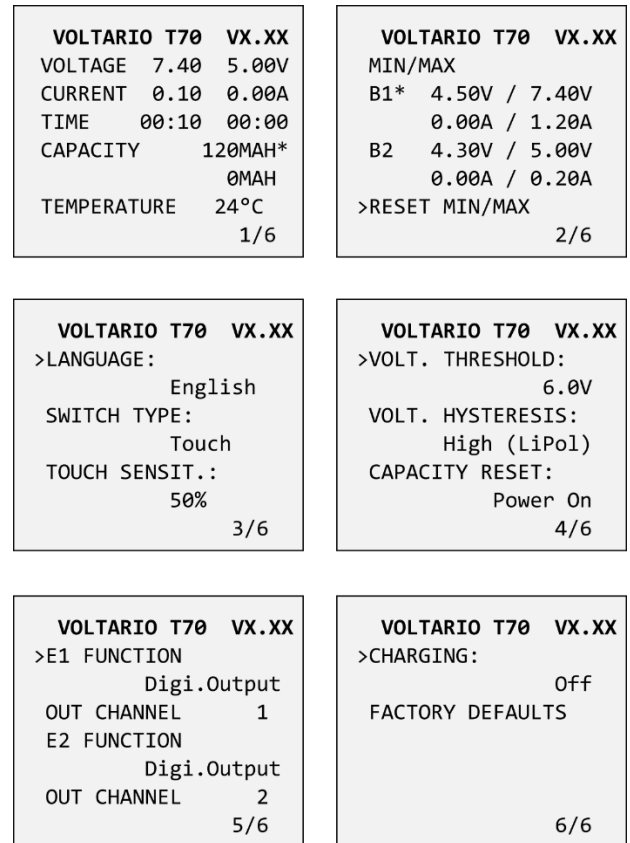 VOLTARIO T70 VX.XX
VOLTAGE 7.40 5.00V
CURRENT 0.10 0.00A
TIME 00:10 00:00
CAPACITY 120MAH*
0MAH
TEMPERATURE 24°C
1/6
VOLTARIO T70 VX.XX
MIN/MAX
B1* 4.50V / 7.40V
0.00A / 1.20A
B2 4.30V / 5.00V
0.00A / 0.20A
>RESET MIN/MAX
2/6
VOLTARIO T70 VX.XX
>LANGUAGE:
English
SWITCH TYPE:
Touch
TOUCH SENSIT.:
50%
3/6
VOLTARIO T70 VX.XX
>VOLT. THRESHOLD:
6.0V
VOLT. HYSTERESIS:
High (LiPol)
CAPACITY RESET:
Power On
4/6
VOLTARIO T70 VX.XX
>E1 FUNCTION
Digi.Output
OUT CHANNEL 1
E2 FUNCTION
Digi.Output
OUT CHANNEL 2
5/6
VOLTARIO T70 VX.XX
>CHARGING:
Off
FACTORY DEFAULTS
6/6